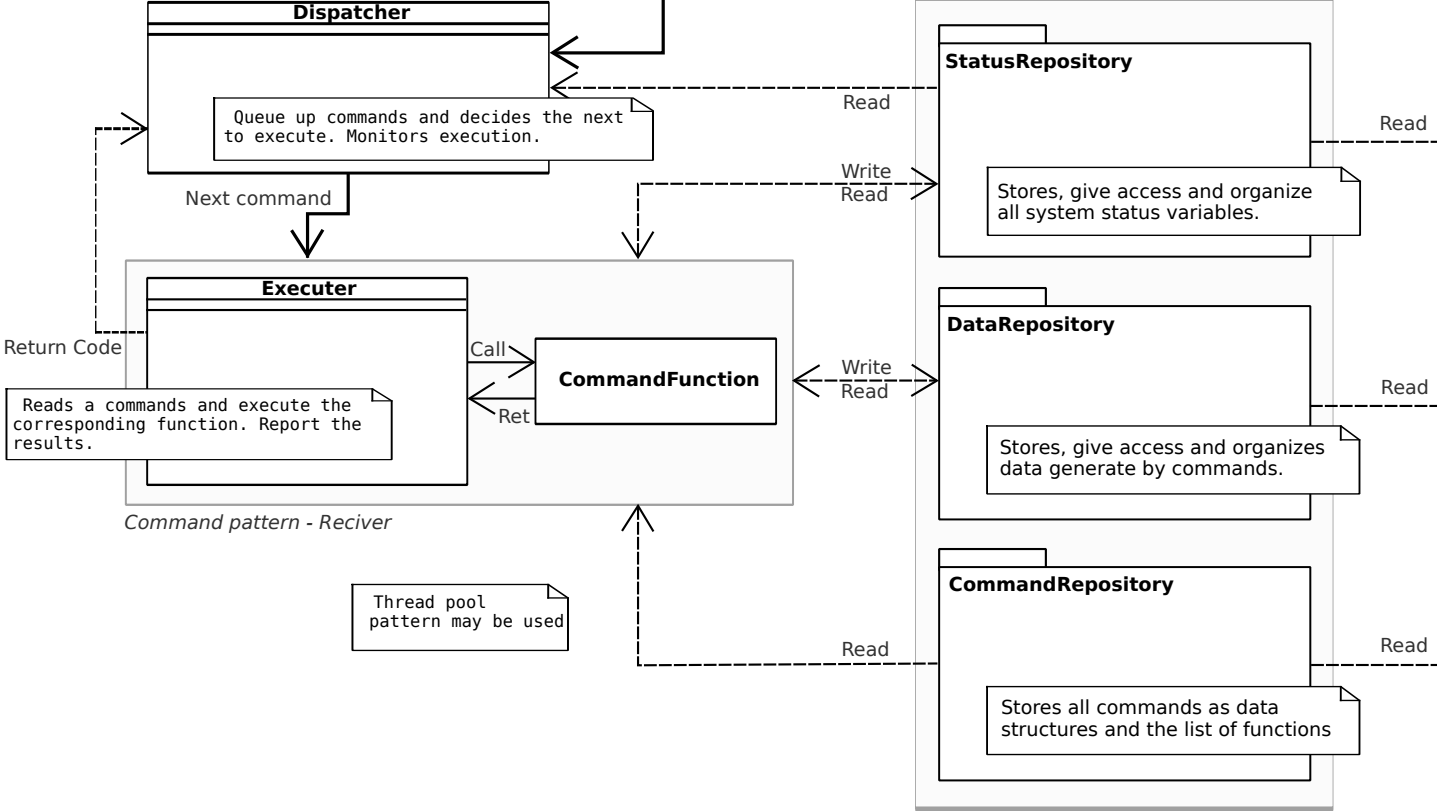 Dispatcher
Queue up commands and decides the next
to execute. Monitors execution.
Next command
Return Code
Executer
Call
Ret
CommandFunction
Reads a commands and execute the
corresponding function. Report the
results.
Command pattern - Reciver
Thread pool
pattern may be used
Read
Write
Read
Write
Read
Read
StatusRepository
Stores, give access and organize
all system status variables.
Read
DataRepository
Stores, give access and organizes
data generate by commands.
Read
CommandRepository
Stores all commands as data
structures and the list of functions
Read